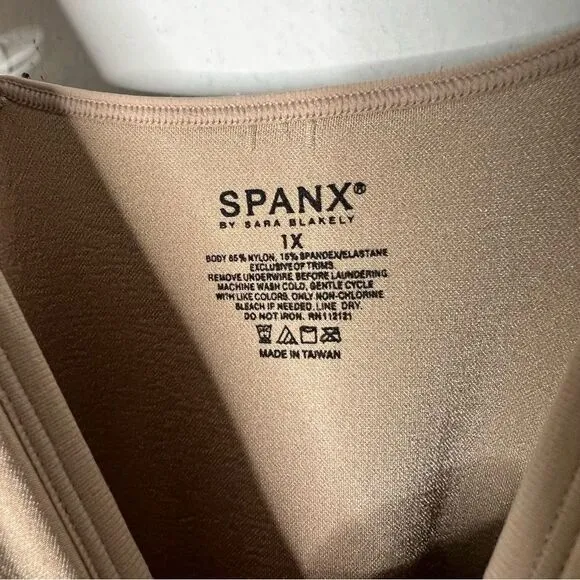 SPANX®
BY SARA BLAKELY
1X
BODY 85% NYLON, 15% SPANDEX/ELASTANE
EXCLUSIVE OF TRIMS
REMOVE UNDERWIRE BEFORE LAUNDERING
MACHINE WASH COLD, GENTLE CYCLE
WITH LIKE COLORS. ONLY NON-CHLORINE
BLEACH IF NEEDED. LINE DRY.
DO NOT IRON. RN112121
MADE IN TAIWAN